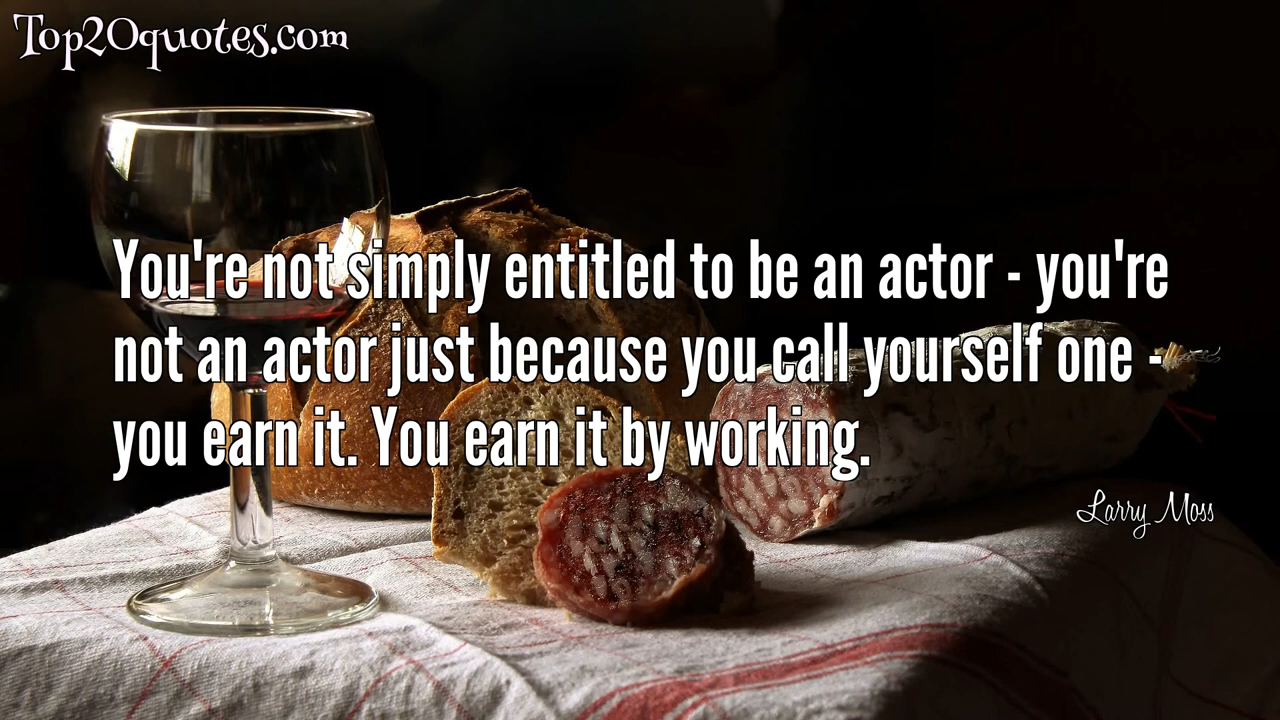 Top20quotes.com
You're not simply entitled to be an actor - you're
not an actor just because you call yourself one -
you earn it. You earn it by working.
Larry Moss